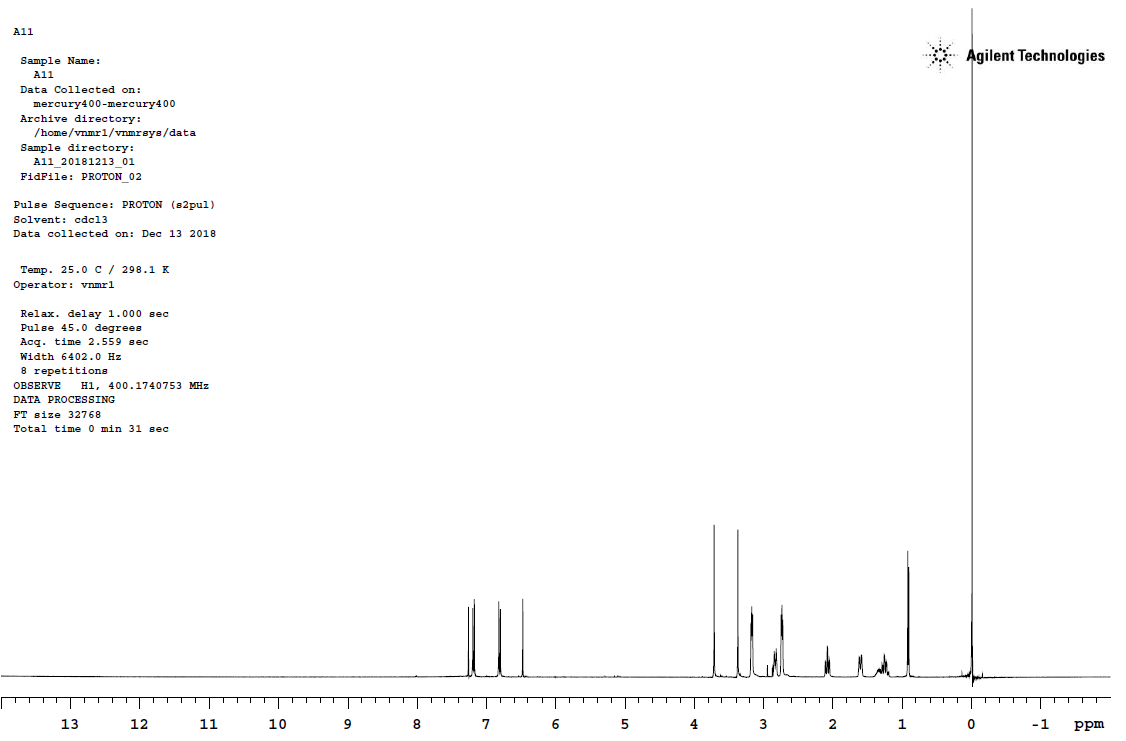 A11
Agilent Technologies
Sample Name:
A11
Data Collected on:
mercury400-mercury400
Archive directory:
/home/vnmr1/vnmrsys/data
Sample directory:
A11_20181213_01
FidFile: PROTON_02
Pulse Sequence: PROTON (s2pul)
Solvent: cdcl3
Data collected on: Dec 13 2018
Temp. 25.0 C / 298.1 K
Operator: vnmr1
Relax. delay 1.000 sec
Pulse 45.0 degrees
Acq. time 2.559 sec
Width 6402.0 Hz
8 repetitions
OBSERVE H1, 400.1740753 MHz
DATA PROCESSING
FT size 32768
Total time 0 min 31 sec
13 12 11 10 9 8 7 6 5 4 3 2 1 0 -1 ppm